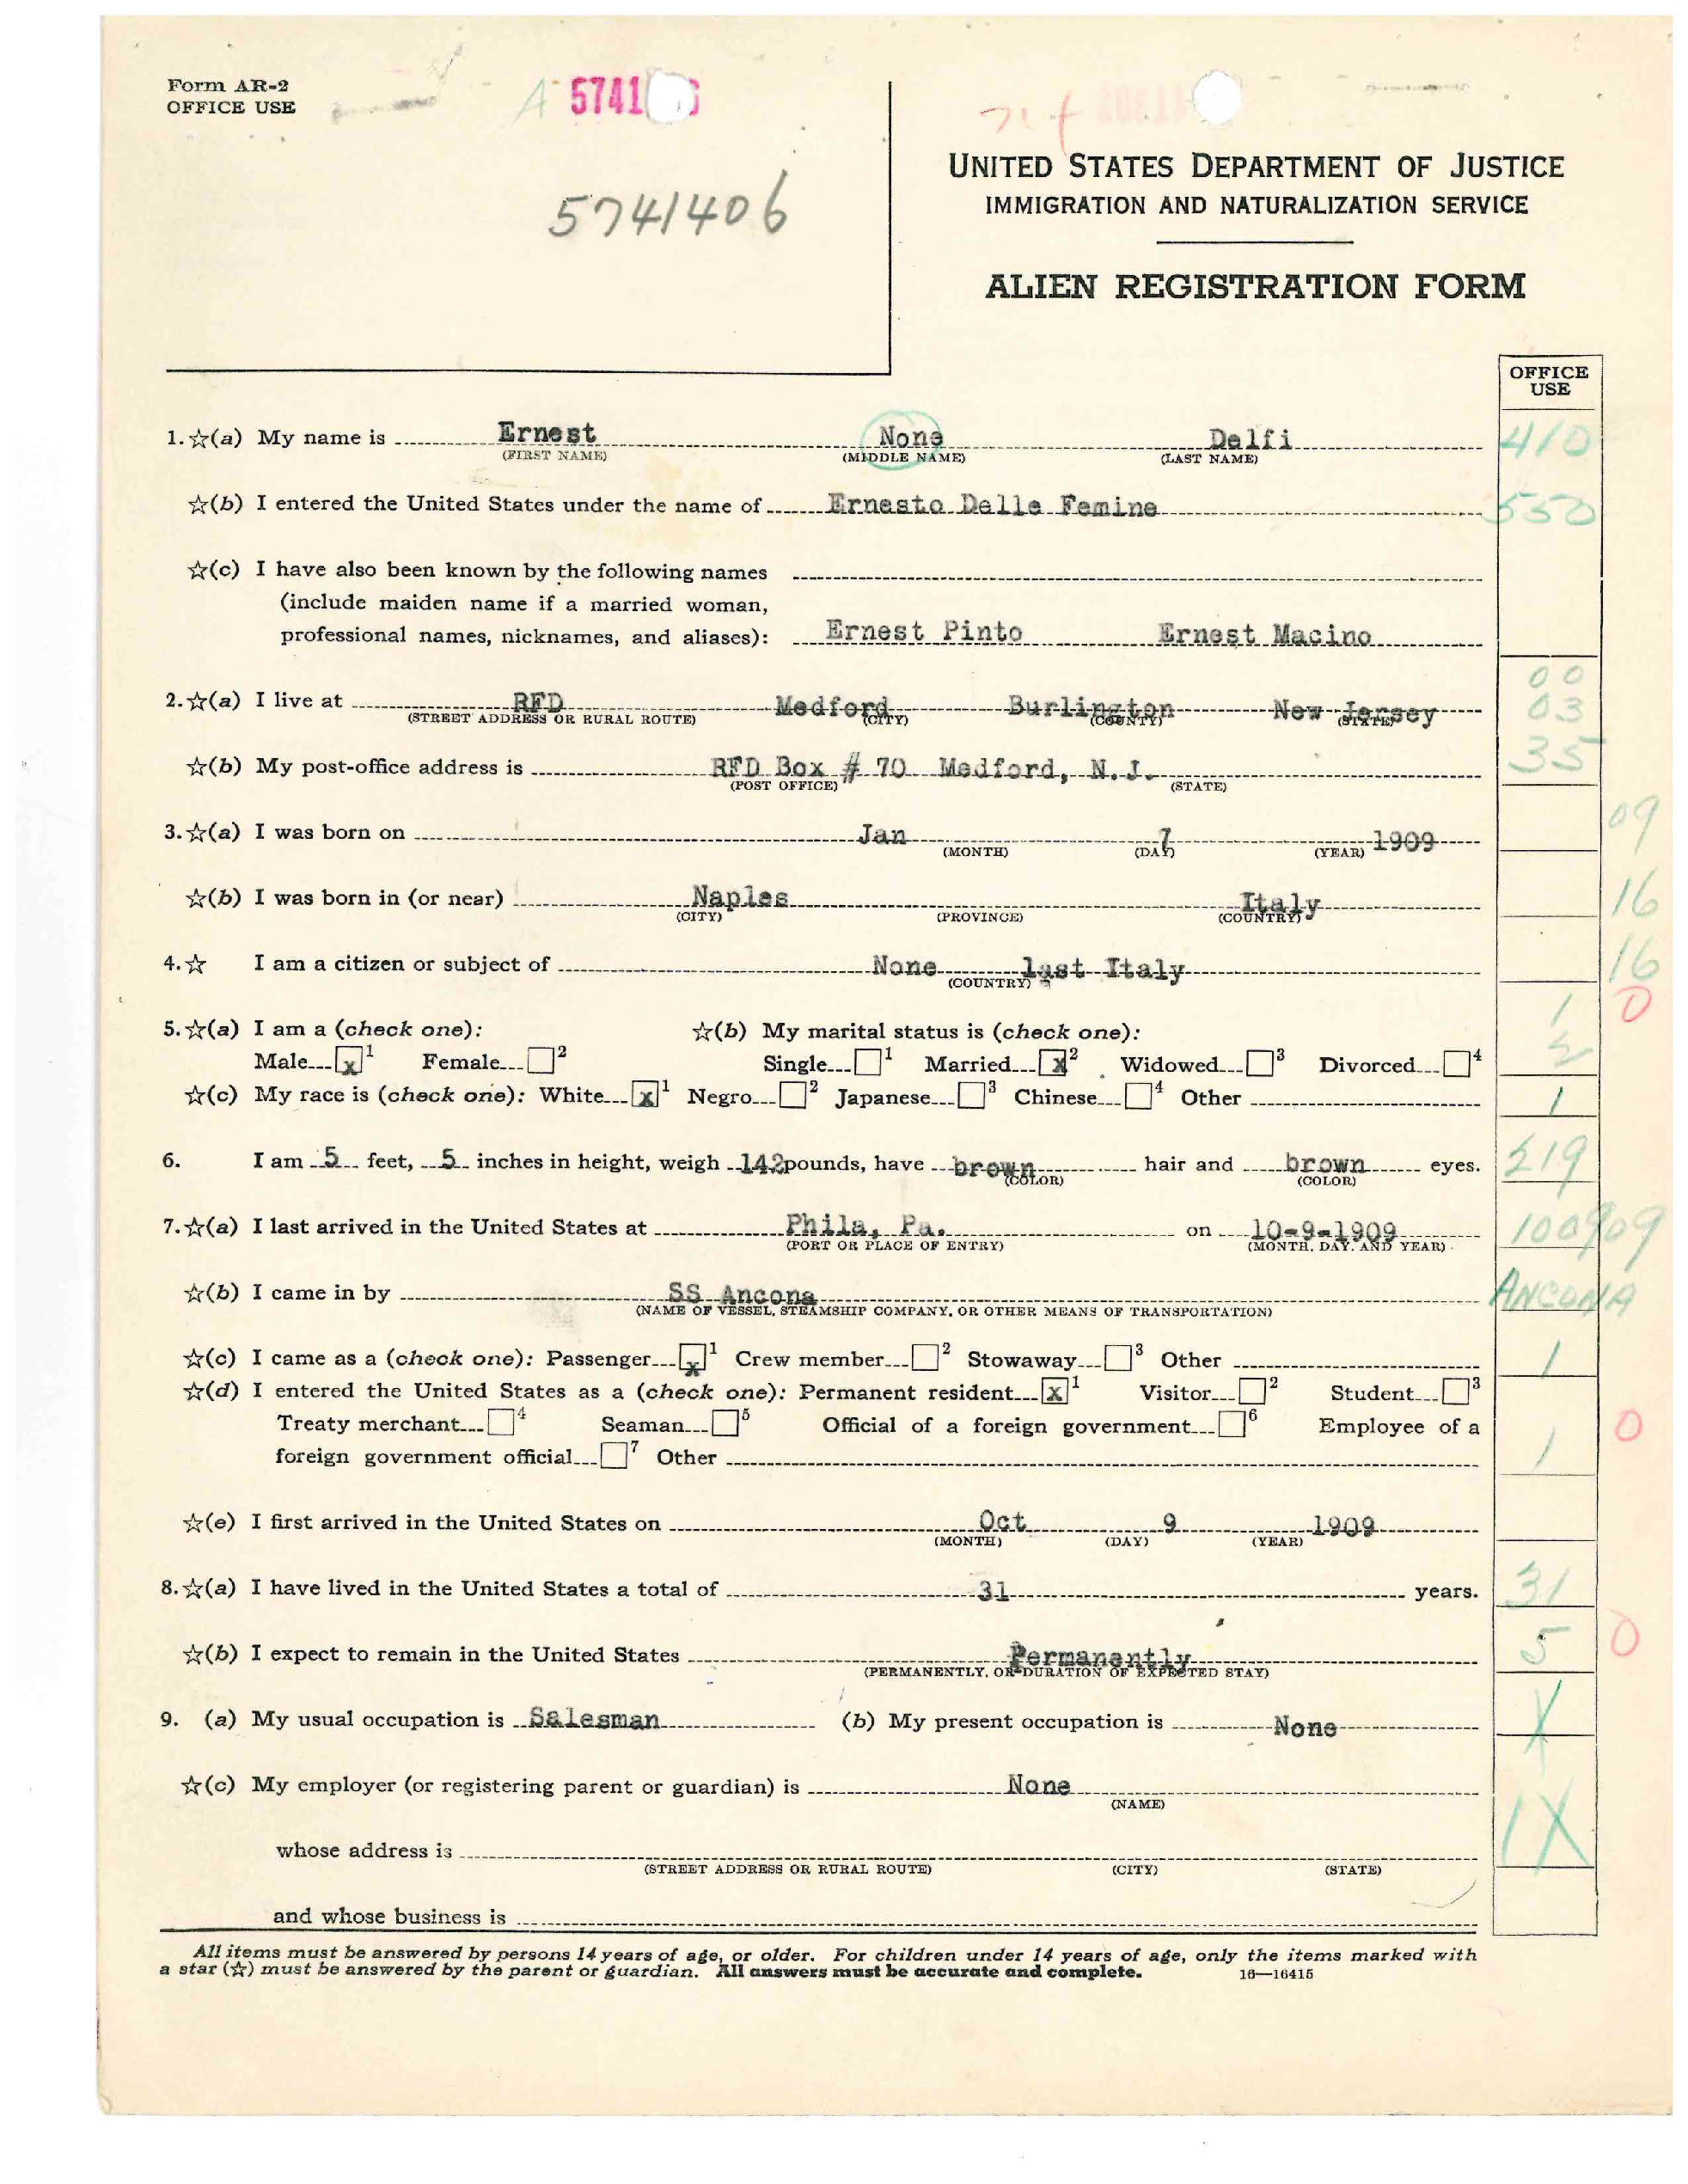 Form AR-2
OFFICE USE
A 5741
5741406
UNITED STATES DEPARTMENT OF JUSTICE
IMMIGRATION AND NATURALIZATION SERVICE
ALIEN REGISTRATION FORM
OFFICE
USE
1. ☆(a) My name is Ernest None Delfi 410
(FIRST NAME) (MIDDLE NAME) (LAST NAME)
☆(b) I entered the United States under the name of Ernesto Delle Femine 550
☆(c) I have also been known by the following names
(include maiden name if a married woman,
professional names, nicknames, and aliases): Ernest Pinto Ernest Macino
00
2. ☆(a) I live at RFD Medford Burlington New Jersey 03
(STREET ADDRESS OR RURAL ROUTE) (CITY) (COUNTY) (STATE)
☆(b) My post-office address is RFD Box # 70 Medford, N.J. 35
(POST OFFICE) (STATE)
3. ☆(a) I was born on Jan 7 1909 09
(MONTH) (DAY) (YEAR)
☆(b) I was born in (or near) Naples Italy 16
(CITY) (PROVINCE) (COUNTRY)
4. ☆ I am a citizen or subject of None last Italy 16
(COUNTRY)
5. ☆(a) I am a (check one): ☆(b) My marital status is (check one): 1 0
Male x 1 Female 2 Single 1 Married x 2 Widowed 3 Divorced 4 2
☆(c) My race is (check one): White x 1 Negro 2 Japanese 3 Chinese 4 Other 1
6. I am 5 feet, 5 inches in height, weigh 142 pounds, have brown hair and brown eyes. 219
(COLOR) (COLOR)
7. ☆(a) I last arrived in the United States at Phila, Pa. on 10-9-1909 100909
(PORT OR PLACE OF ENTRY) (MONTH, DAY, AND YEAR)
☆(b) I came in by SS Ancona ANCONA
(NAME OF VESSEL, STEAMSHIP COMPANY, OR OTHER MEANS OF TRANSPORTATION)
☆(c) I came as a (check one): Passenger x 1 Crew member 2 Stowaway 3 Other 1
☆(d) I entered the United States as a (check one): Permanent resident x 1 Visitor 2 Student 3
Treaty merchant 4 Seaman 5 Official of a foreign government 6 Employee of a 0
foreign government official 7 Other 1
☆(e) I first arrived in the United States on Oct 9 1909
(MONTH) (DAY) (YEAR)
8. ☆(a) I have lived in the United States a total of 31 years. 31
☆(b) I expect to remain in the United States Permanently 5 0
(PERMANENTLY, OR DURATION OF EXPECTED STAY)
9. (a) My usual occupation is Salesman (b) My present occupation is None X
☆(c) My employer (or registering parent or guardian) is None
(NAME)
whose address is 1X
(STREET ADDRESS OR RURAL ROUTE) (CITY) (STATE)
and whose business is
All items must be answered by persons 14 years of age, or older. For children under 14 years of age, only the items marked with
a star (☆) must be answered by the parent or guardian. All answers must be accurate and complete. 16—16415